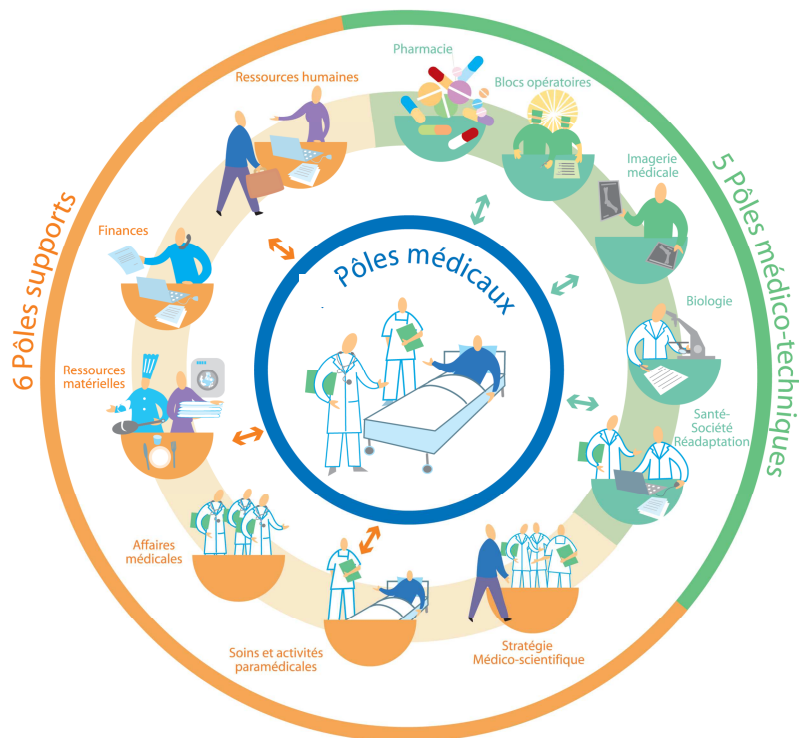 Pharmacie
Blocs opératoires
Imagerie
médicale
Biologie
Santé-
Société
Réadaptation
5 Pôles médico-techniques
Ressources humaines
Finances
Ressources
matérielles
Affaires
médicales
Soins et activités
paramédicales
Stratégie
Médico-scientifique
6 Pôles supports
Pôles médicaux